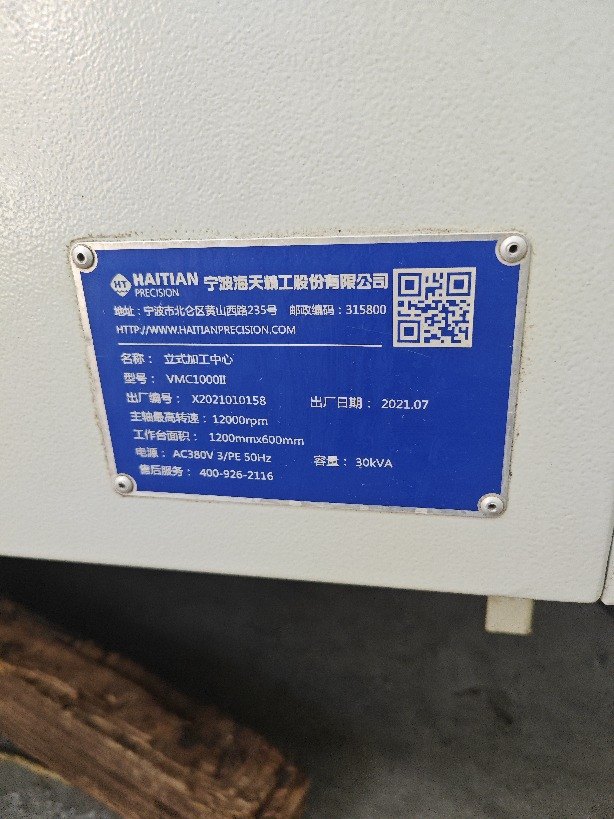 HT HAITIAN PRECISION 宁波海天精工股份有限公司
地址：宁波市北仑区黄山西路235号 邮政编码：315800
HTTP://WWW.HAITIANPRECISION.COM
名称： 立式加工中心
型号： VMC1000II
出厂编号： X2021010158 出厂日期： 2021.07
主轴最高转速：12000rpm
工作台面积： 1200mmx600mm
电源： AC380V 3/PE 50Hz 容量： 30kVA
售后服务： 400-926-2116